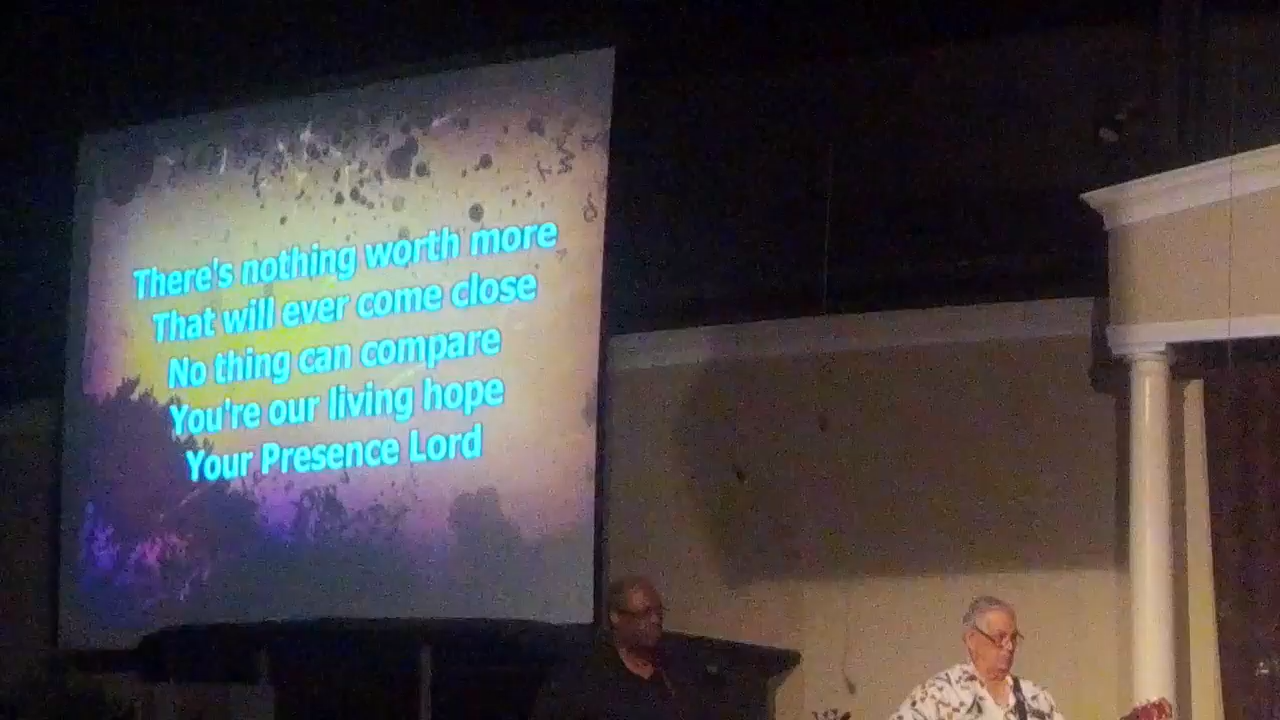 There's nothing worth more
That will ever come close
No thing can compare
You're our living hope
Your Presence Lord